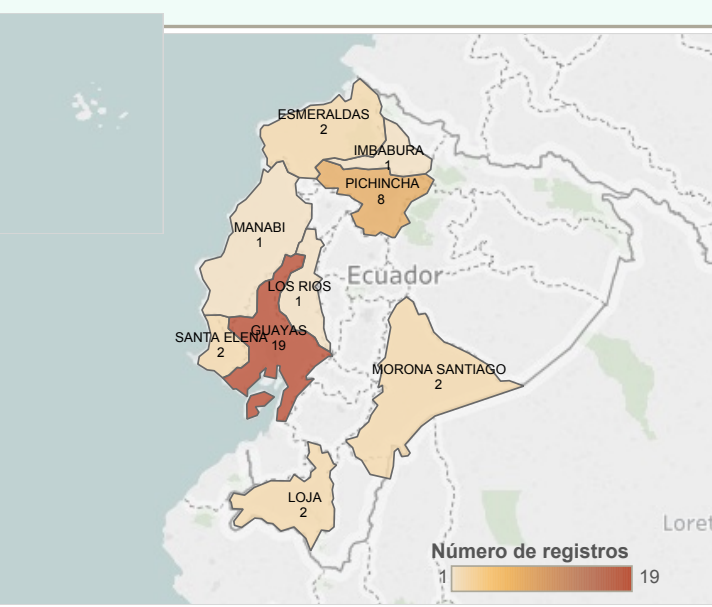 ESMERALDAS
2
IMBABURA
1
PICHINCHA
8
MANABI
1
Ecuador
LOS RIOS
1
SANTA ELENA
2
GUAYAS
19
MORONA SANTIAGO
2
LOJA
2
Loret
Número de registros
1
19